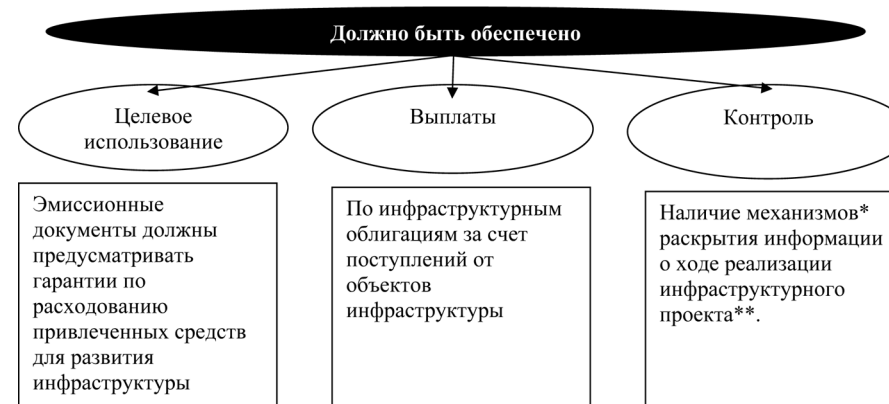 Должно быть обеспечено
Целевое
использование
Выплаты
Контроль
Эмиссионные
документы должны
предусматривать
гарантии по
расходованию
привлеченных средств
для развития
инфраструктуры
По инфраструктурным
облигациям за счет
поступлений от
объектов
инфраструктуры
Наличие механизмов*
раскрытия информации
о ходе реализации
инфраструктурного
проекта**.